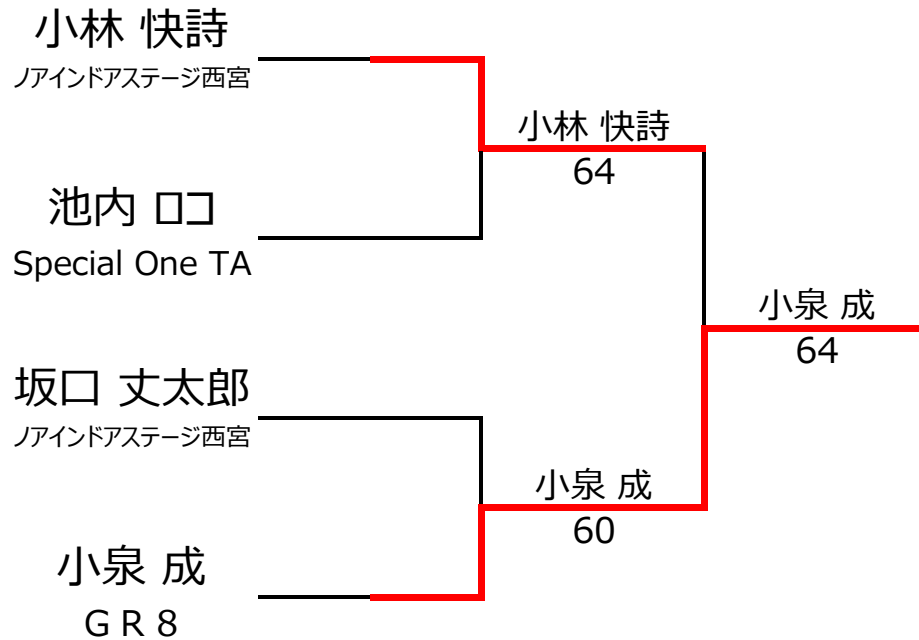 小林 快詩
ノアインドアステージ西宮
小林 快詩
64
池内 ロコ
Special One TA
小泉 成
64
坂口 丈太郎
ノアインドアステージ西宮
小泉 成
60
小泉 成
G R 8